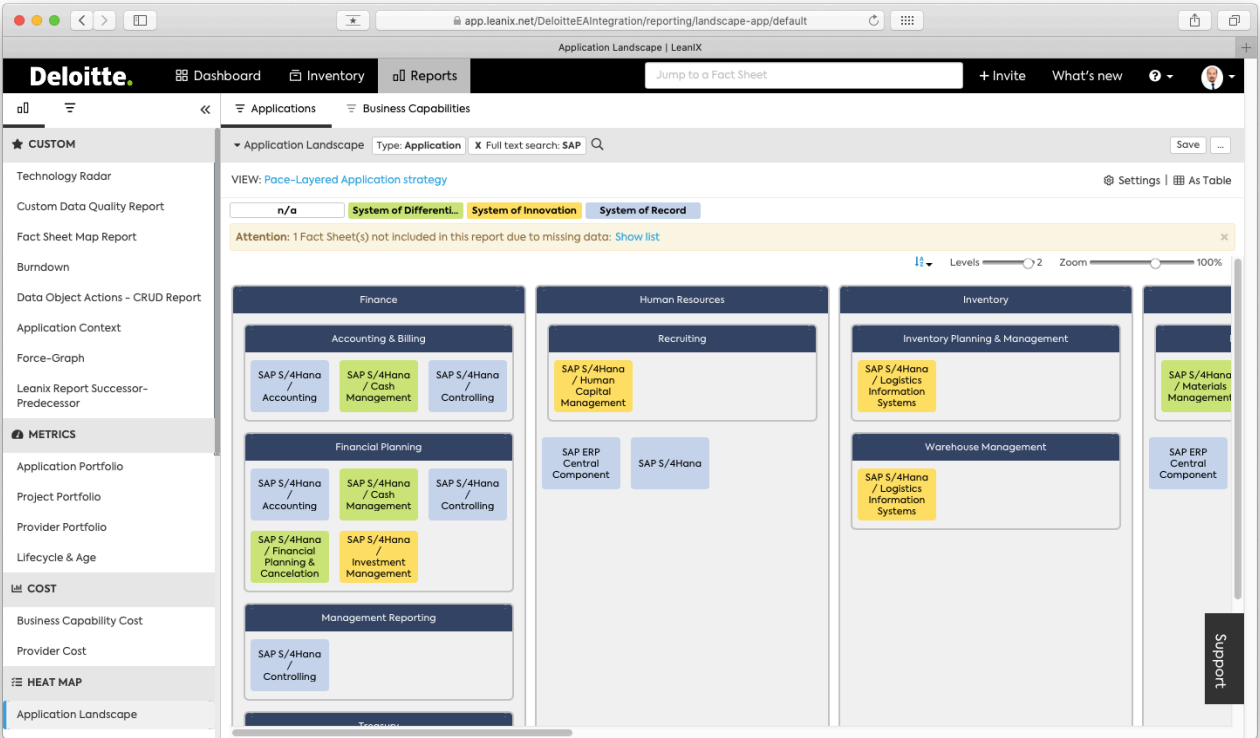 app.leanix.net/DeloitteEAIntegration/reporting/landscape-app/default
Application Landscape | LeanIX
Deloitte.
Dashboard
Inventory
Reports
Jump to a Fact Sheet
+ Invite
What's new
Applications
Business Capabilities
CUSTOM
Technology Radar
Custom Data Quality Report
Fact Sheet Map Report
Burndown
Data Object Actions - CRUD Report
Application Context
Force-Graph
Leanix Report Successor-
Predecessor
METRICS
Application Portfolio
Project Portfolio
Provider Portfolio
Lifecycle & Age
COST
Business Capability Cost
Provider Cost
HEAT MAP
Application Landscape
Application Landscape
Type: Application
X Full text search: SAP
Save
...
VIEW: Pace-Layered Application strategy
Settings | As Table
n/a
System of Differenti...
System of Innovation
System of Record
Attention: 1 Fact Sheet(s) not included in this report due to missing data: Show list
×
Levels
2
Zoom
100%
Finance
Accounting & Billing
SAP S/4Hana
/
Accounting
SAP S/4Hana
/ Cash
Management
SAP S/4Hana
/
Controlling
Financial Planning
SAP S/4Hana
/
Accounting
SAP S/4Hana
/ Cash
Management
SAP S/4Hana
/
Controlling
SAP S/4Hana
/ Financial
Planning &
Cancelation
SAP S/4Hana
/
Investment
Management
Management Reporting
SAP S/4Hana
/
Controlling
Treasury
Human Resources
Recruiting
SAP S/4Hana
/ Human
Capital
Management
SAP ERP
Central
Component
SAP S/4Hana
Inventory
Inventory Planning & Management
SAP S/4Hana
/ Logistics
Information
Systems
Warehouse Management
SAP S/4Hana
/ Logistics
Information
Systems
SAP S/4Hana
/ Materials
Management
SAP ERP
Central
Component
Support